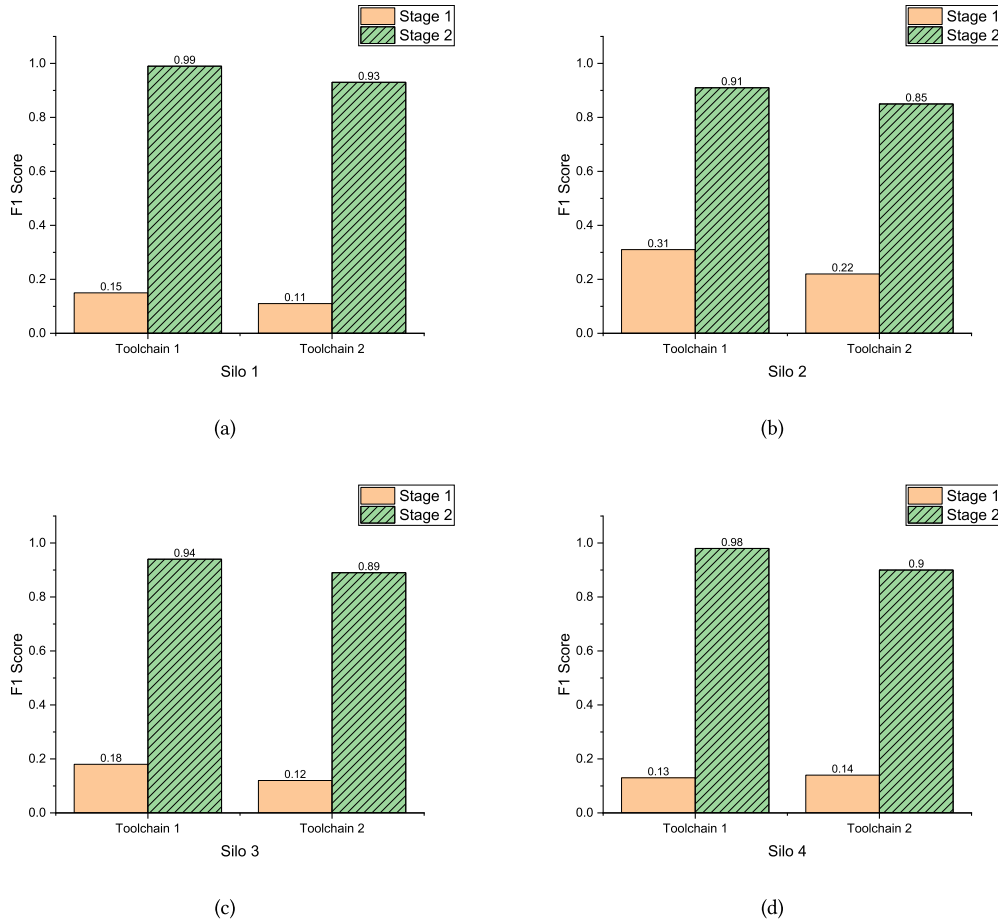 Stage 1
Stage 2
F1 Score
1.0
0.8
0.6
0.4
0.2
0.0
0.15
0.99
0.11
0.93
Toolchain 1
Toolchain 2
Silo 1
(a)
Stage 1
Stage 2
F1 Score
1.0
0.8
0.6
0.4
0.2
0.0
0.31
0.91
0.22
0.85
Toolchain 1
Toolchain 2
Silo 2
(b)
Stage 1
Stage 2
F1 Score
1.0
0.8
0.6
0.4
0.2
0.0
0.18
0.94
0.12
0.89
Toolchain 1
Toolchain 2
Silo 3
(c)
Stage 1
Stage 2
F1 Score
1.0
0.8
0.6
0.4
0.2
0.0
0.13
0.98
0.14
0.9
Toolchain 1
Toolchain 2
Silo 4
(d)